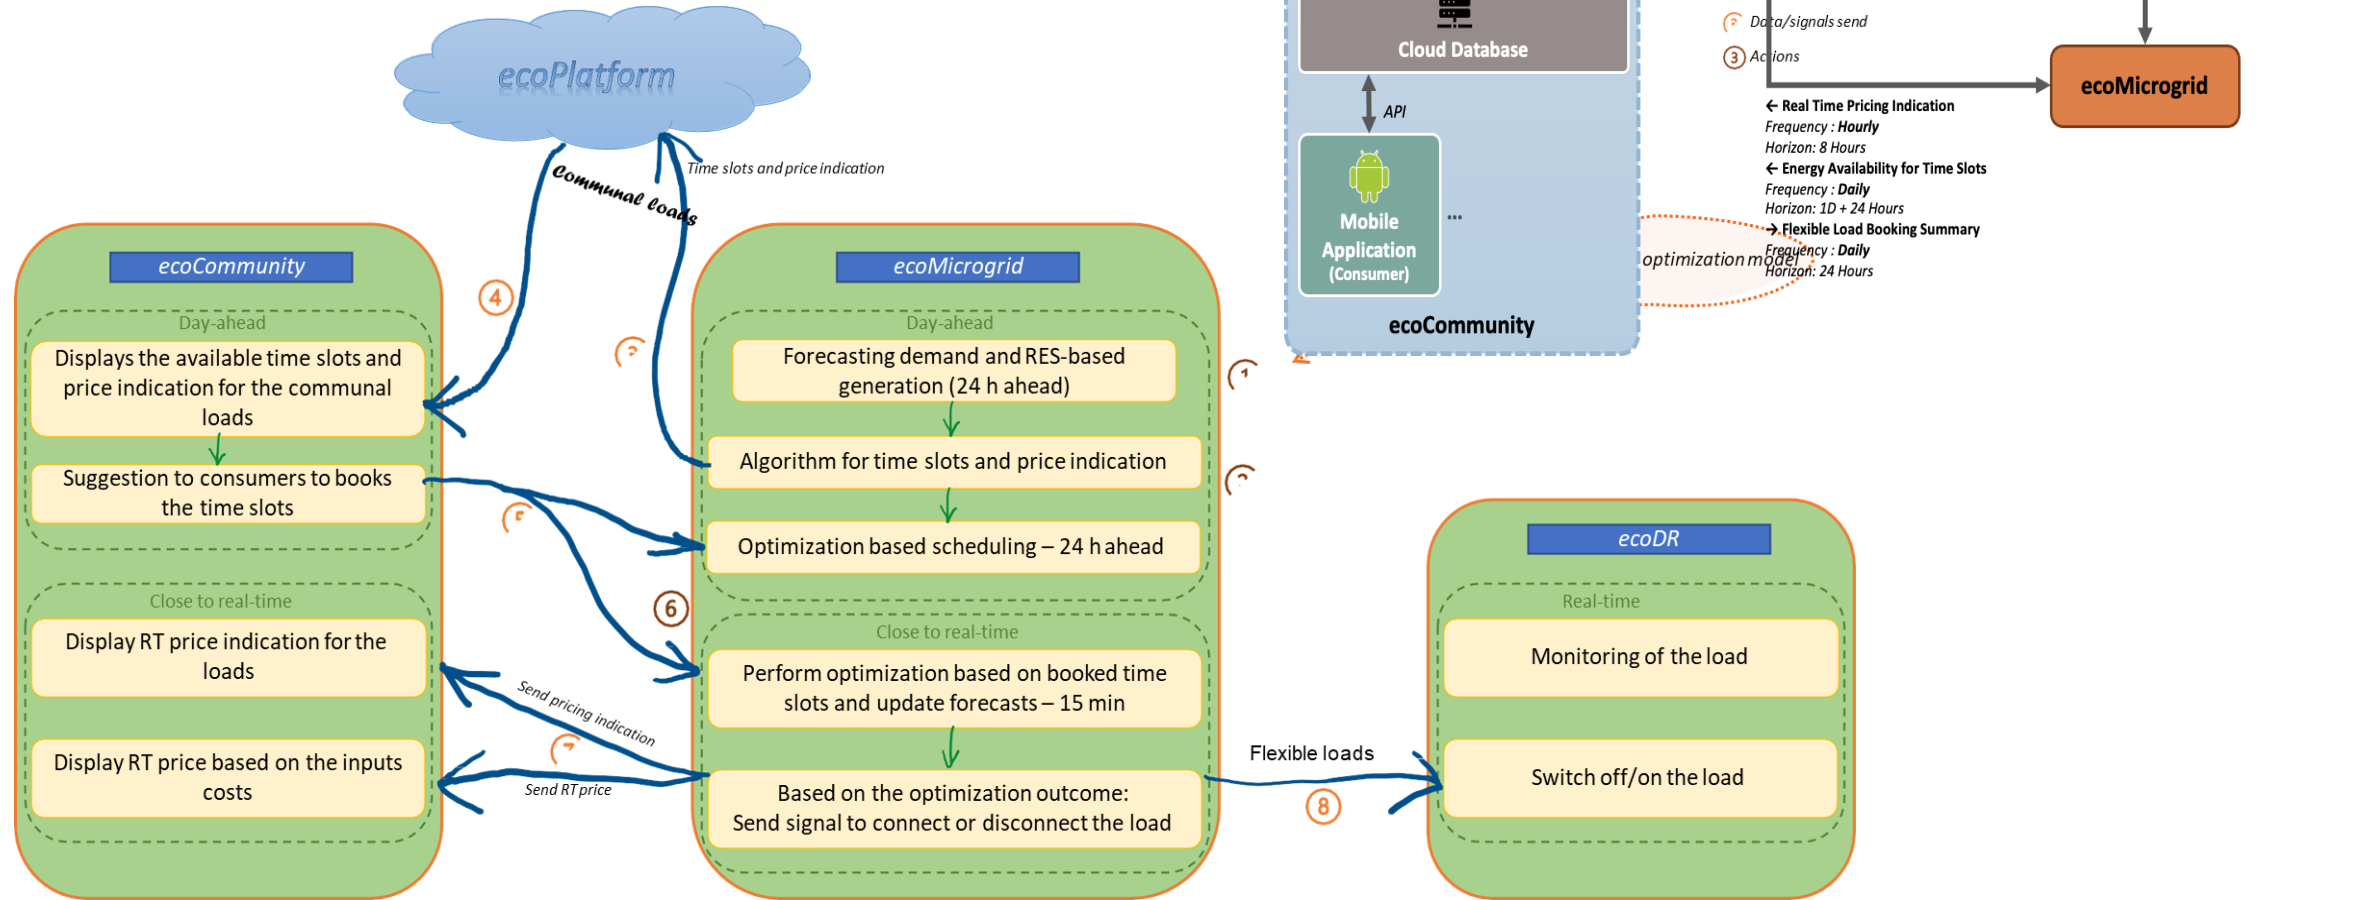 ecoPlatform
Communal loads
Time slots and price indication
ecoCommunity
4
Day-ahead
Displays the available time slots and
price indication for the communal
loads
Suggestion to consumers to books
the time slots
Close to real-time
Display RT price indication for the
loads
Display RT price based on the inputs
costs
ecoMicrogrid
Day-ahead
Forecasting demand and RES-based
generation (24 h ahead)
Algorithm for time slots and price indication
Optimization based scheduling – 24 h ahead
6
Close to real-time
Perform optimization based on booked time
slots and update forecasts – 15 min
Based on the optimization outcome:
Send signal to connect or disconnect the load
Send pricing indication
Send RT price
Flexible loads
8
ecoDR
Real-time
Monitoring of the load
Switch off/on the load
Cloud Database
API
Mobile
Application
(Consumer)
...
ecoCommunity
optimization model
Data/signals send
3 Actions
ecoMicrogrid
← Real Time Pricing Indication
Frequency : Hourly
Horizon: 8 Hours
← Energy Availability for Time Slots
Frequency : Daily
Horizon: 1D + 24 Hours
→ Flexible Load Booking Summary
Frequency : Daily
Horizon: 24 Hours